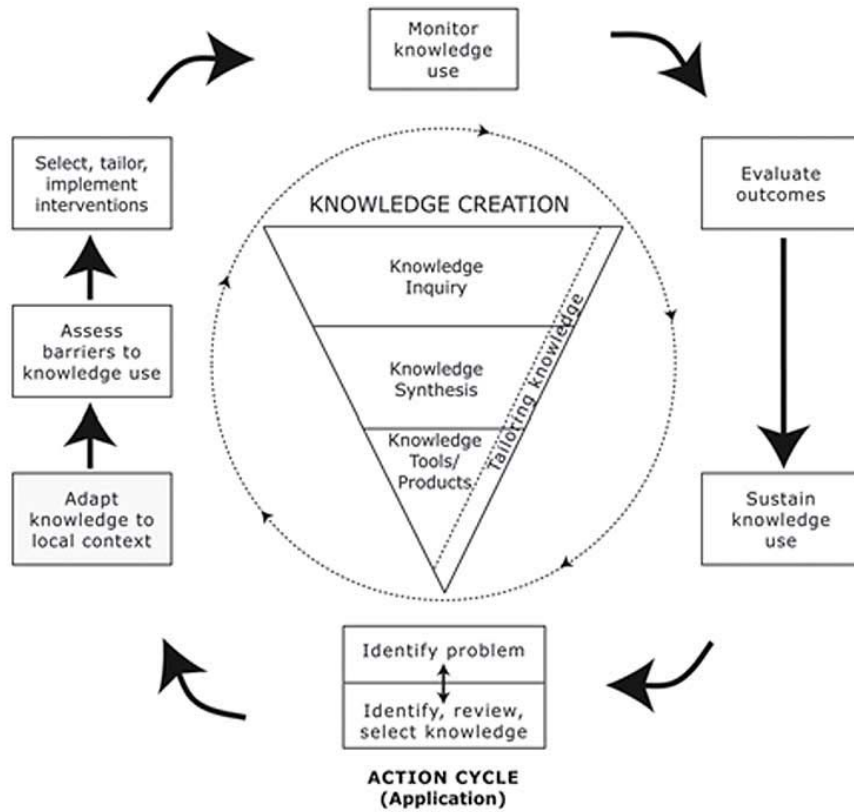 Monitor
knowledge
use
Select, tailor,
implement
interventions
Evaluate
outcomes
KNOWLEDGE CREATION
Knowledge
Inquiry
Assess
barriers to
knowledge use
Knowledge
Synthesis
Tailoring knowledge
Knowledge
Tools/
Products
Adapt
knowledge to
local context
Sustain
knowledge
use
Identify problem
Identify, review,
select knowledge
ACTION CYCLE
(Application)